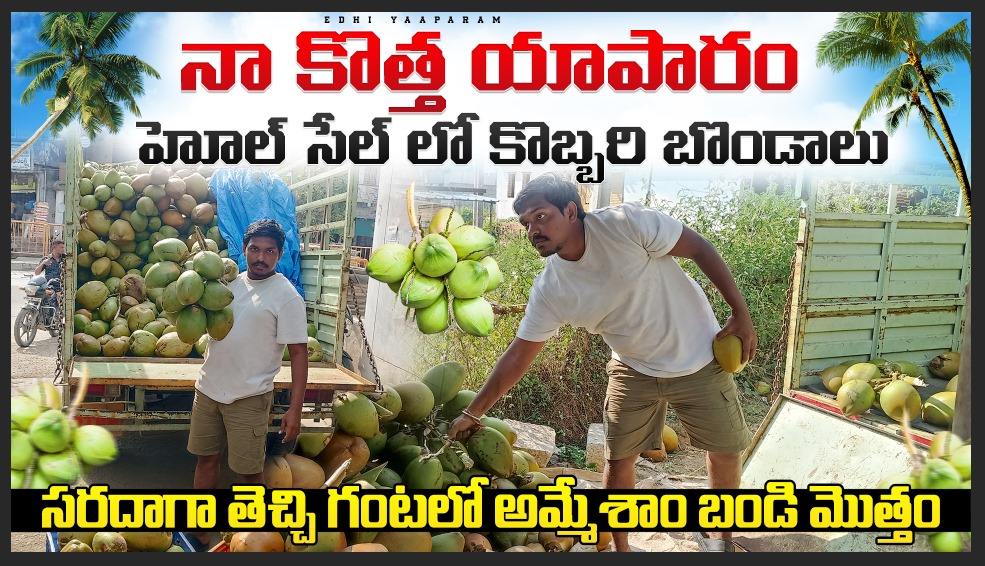 EDHI YAAPARAM
నా కొత్త యాపారం
హెూల్ సేల్ లో కొబ్బరి బొండాలు
సరదాగా తెచ్చి గంటలో అమ్మేశాం బండి మొత్తం